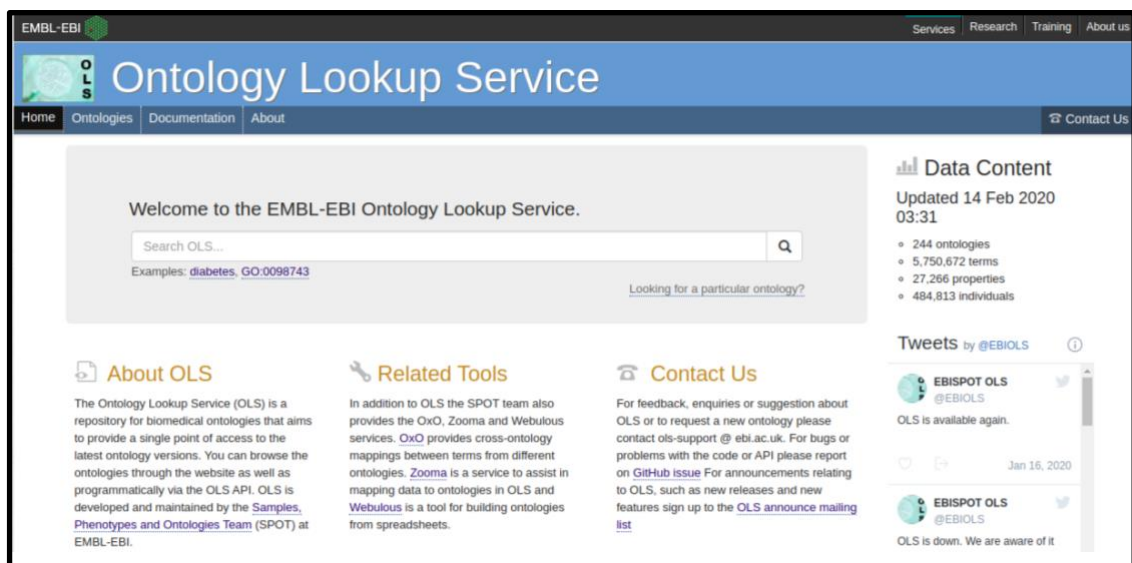 EMBL-EBI
Services Research Training About us
OLS
Ontology Lookup Service
Home Ontologies Documentation About
Contact Us
Welcome to the EMBL-EBI Ontology Lookup Service.
Search OLS...
Examples: diabetes, GO:0098743
Looking for a particular ontology?
Data Content
Updated 14 Feb 2020
03:31
244 ontologies
5,750,672 terms
27,266 properties
484,813 individuals
About OLS
The Ontology Lookup Service (OLS) is a
repository for biomedical ontologies that aims
to provide a single point of access to the
latest ontology versions. You can browse the
ontologies through the website as well as
programmatically via the OLS API. OLS is
developed and maintained by the Samples,
Phenotypes and Ontologies Team (SPOT) at
EMBL-EBI.
Related Tools
In addition to OLS the SPOT team also
provides the OxO, Zooma and Webulous
services. OxO provides cross-ontology
mappings between terms from different
ontologies. Zooma is a service to assist in
mapping data to ontologies in OLS and
Webulous is a tool for building ontologies
from spreadsheets.
Contact Us
For feedback, enquiries or suggestion about
OLS or to request a new ontology please
contact ols-support @ ebi.ac.uk. For bugs or
problems with the code or API please report
on GitHub issue For announcements relating
to OLS, such as new releases and new
features sign up to the OLS announce mailing
list
Tweets by @EBIOLS
EBISPOT OLS
@EBIOLS
OLS is available again.
Jan 16, 2020
EBISPOT OLS
@EBIOLS
OLS is down. We are aware of it